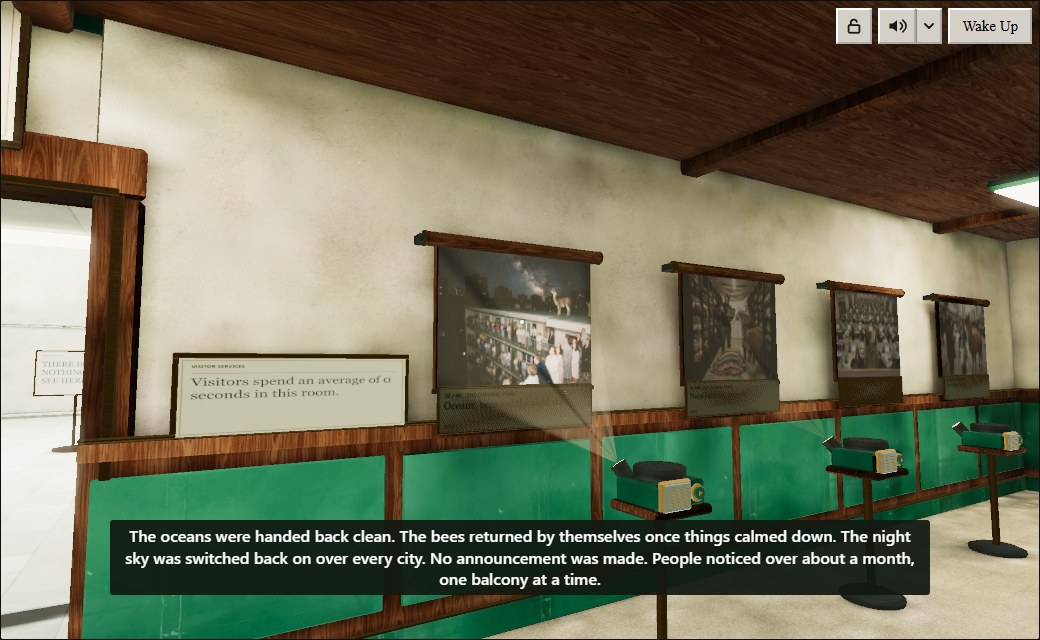 Wake Up
THERE IS
NOTHING
SEE HERE
VISITOR SERVICES
Visitors spend an average of 0
seconds in this room.
The oceans were handed back clean. The bees returned by themselves once things calmed down. The night
sky was switched back on over every city. No announcement was made. People noticed over about a month,
one balcony at a time.